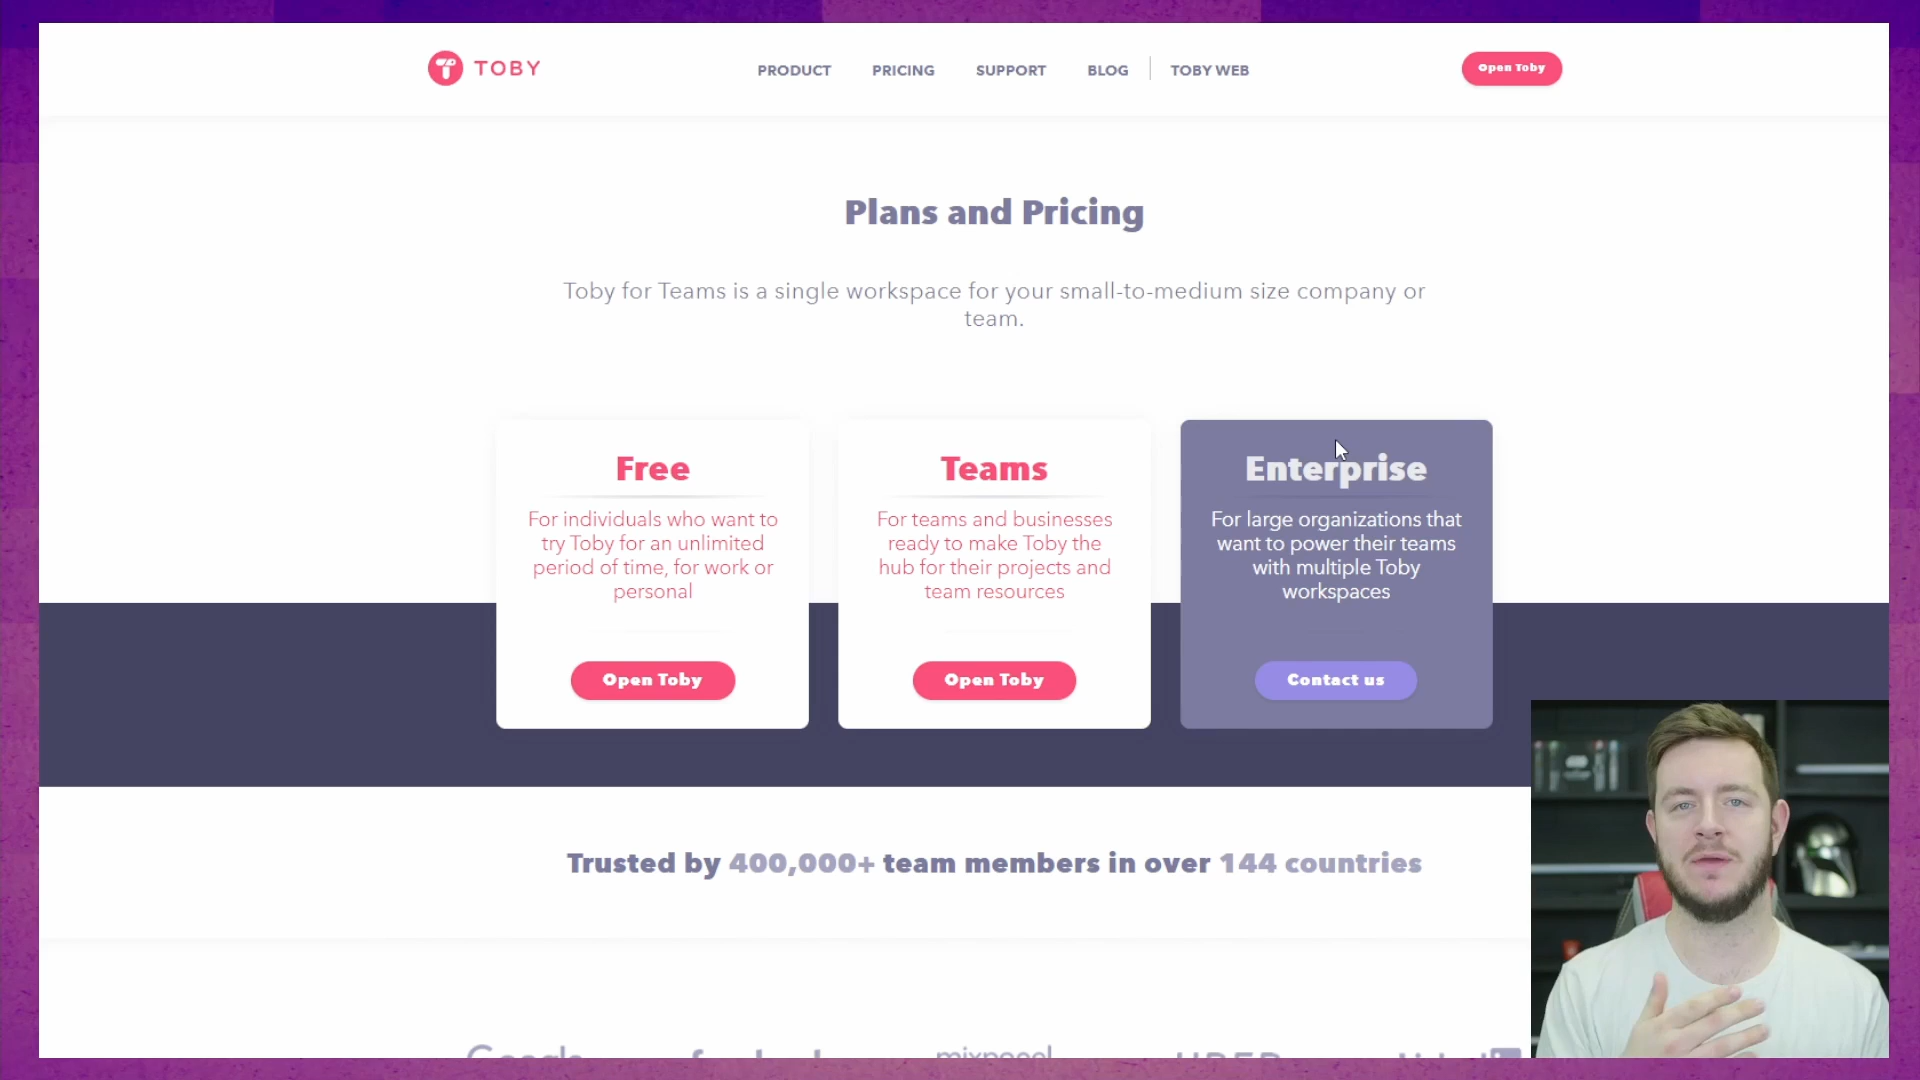 TOBY
PRODUCT
PRICING
SUPPORT
BLOG
TOBY WEB
Open Toby
Plans and Pricing
Toby for Teams is a single workspace for your small-to-medium size company or
team.
Free
For individuals who want to
try Toby for an unlimited
period of time, for work or
personal
Open Toby
Teams
For teams and businesses
ready to make Toby the
hub for their projects and
team resources
Open Toby
Enterprise
For large organizations that
want to power their teams
with multiple Toby
workspaces
Contact us
Trusted by 400,000+ team members in over 144 countries
Google
mixpanel
UBER